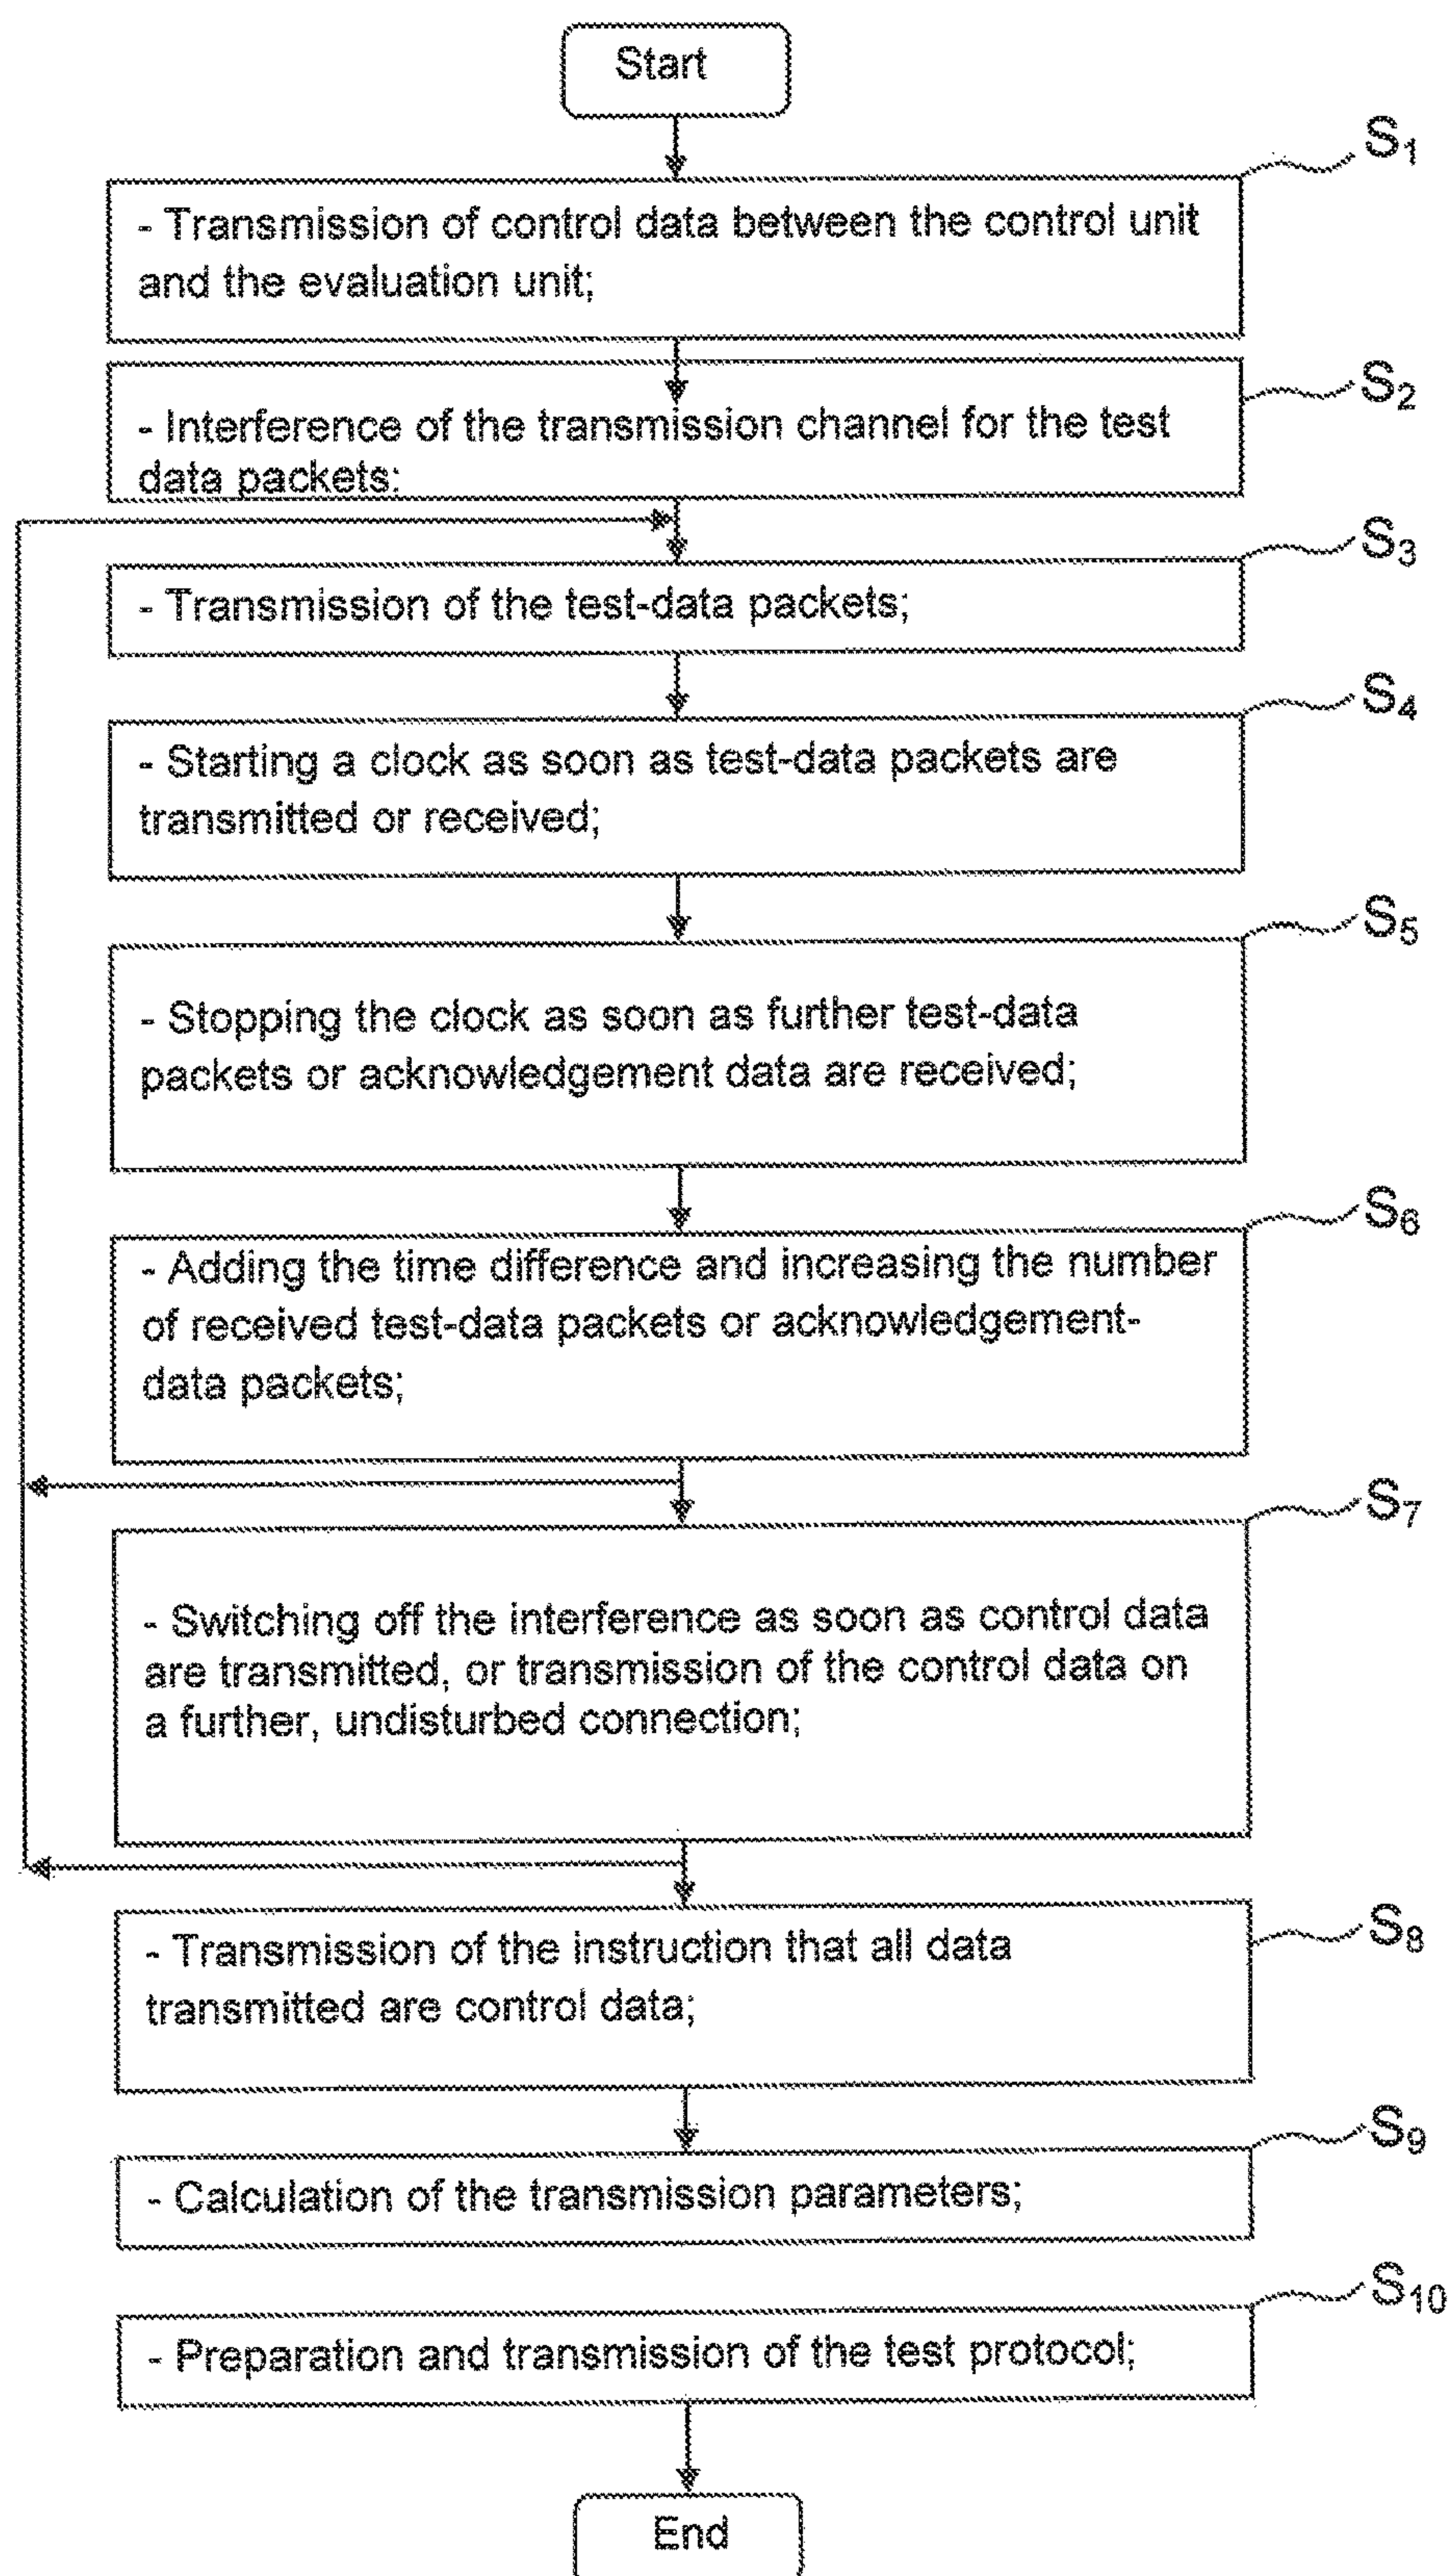 Start
S1
- Transmission of control data between the control unit
and the evaluation unit;
S2
- Interference of the transmission channel for the test
data packets:
S3
- Transmission of the test-data packets;
S4
- Starting a clock as soon as test-data packets are
transmitted or received;
S5
- Stopping the clock as soon as further test-data
packets or acknowledgement data are received;
S6
- Adding the time difference and increasing the number
of received test-data packets or acknowledgement-
data packets;
S7
- Switching off the interference as soon as control data
are transmitted, or transmission of the control data on
a further, undisturbed connection;
S8
- Transmission of the instruction that all data
transmitted are control data;
S9
- Calculation of the transmission parameters;
S10
- Preparation and transmission of the test protocol;
End